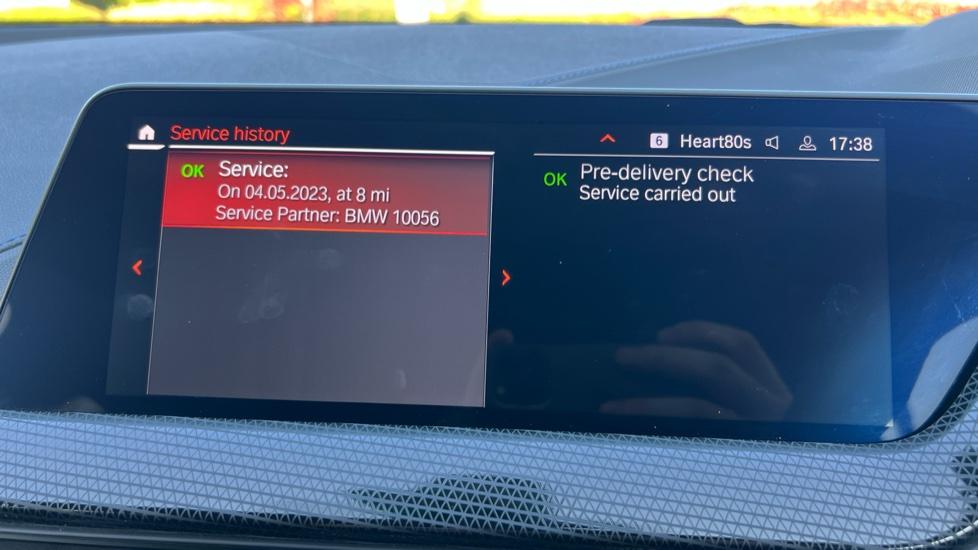 Service history
6 Heart80s 17:38
OK Service:
On 04.05.2023, at 8 mi
Service Partner: BMW 10056
OK Pre-delivery check
Service carried out